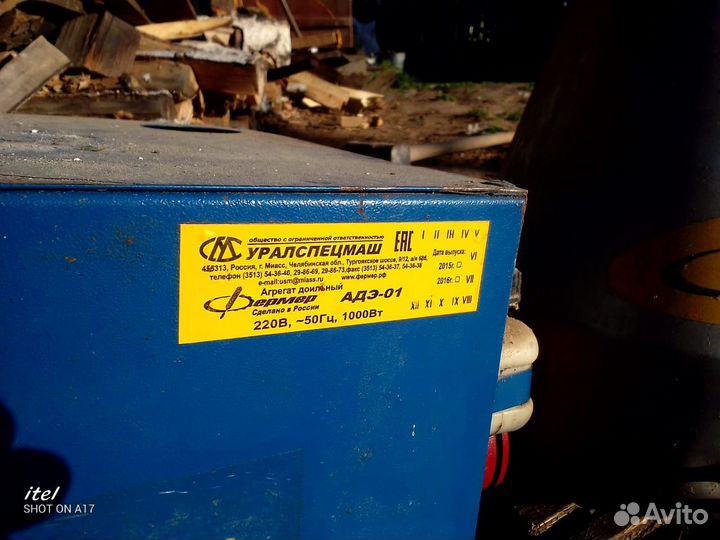 общество с ограниченной ответственностью
УРАЛСПЕЦМАШ
456313, Россия, г. Миасс, Челябинская обл., Тургоякское шоссе, 9/12, а/я 586,
телефон (3513) 54-36-40, 29-86-69, 29-86-73,факс (3513) 54-36-37, 54-36-38
e-mail:usm@miass.ru www.фермер.рф
Агрегат доильный
Фермер АДЭ-01
Сделано в России
220В, ~50Гц, 1000Вт
EAC
I II III IV V
Дата выпуска: VI
2015г.
2016г. VII
XII XI X IX VIII
itel
SHOT ON A17
Avito